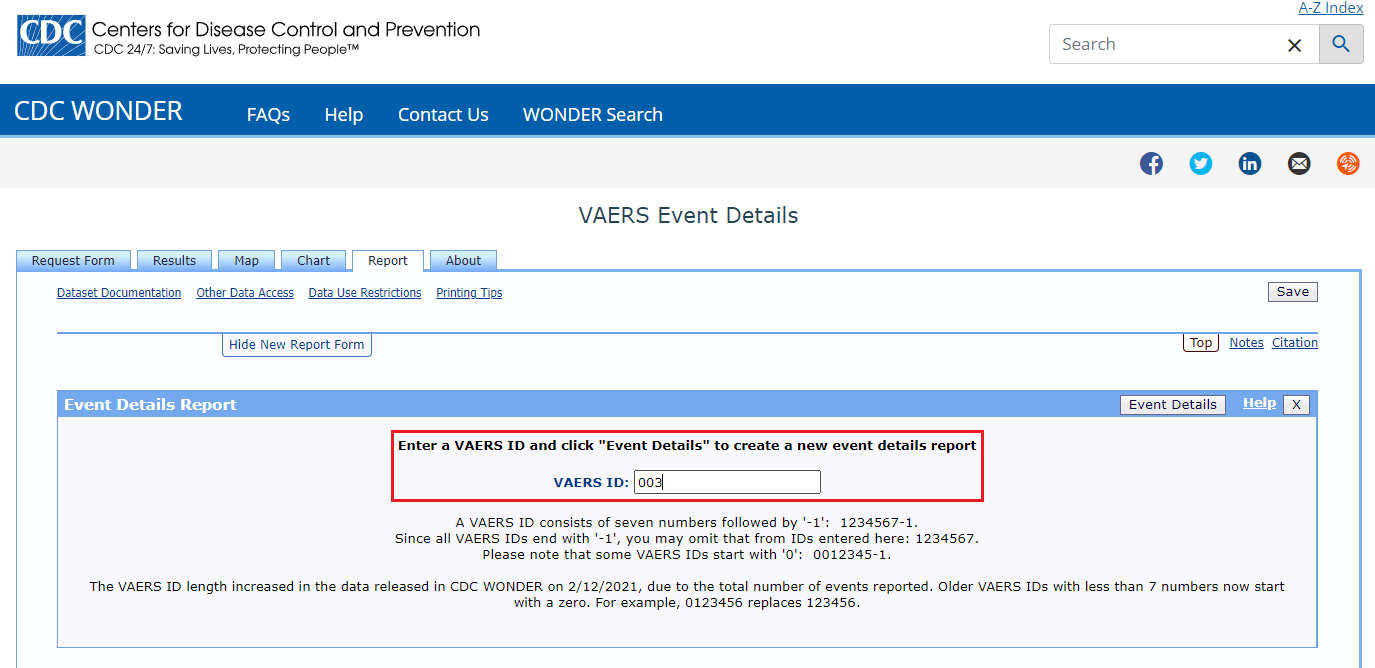 A-Z Index
CDC Centers for Disease Control and Prevention
CDC 24/7: Saving Lives, Protecting People™
Search
CDC WONDER FAQs Help Contact Us WONDER Search
VAERS Event Details
Request Form Results Map Chart Report About
Dataset Documentation Other Data Access Data Use Restrictions Printing Tips Save
Hide New Report Form Top Notes Citation
Event Details Report Event Details Help X
Enter a VAERS ID and click "Event Details" to create a new event details report
VAERS ID: 003
A VAERS ID consists of seven numbers followed by '-1':  1234567-1.
Since all VAERS IDs end with '-1', you may omit that from IDs entered here: 1234567.
Please note that some VAERS IDs start with '0':  0012345-1.
The VAERS ID length increased in the data released in CDC WONDER on 2/12/2021, due to the total number of events reported. Older VAERS IDs with less than 7 numbers now start
with a zero. For example, 0123456 replaces 123456.